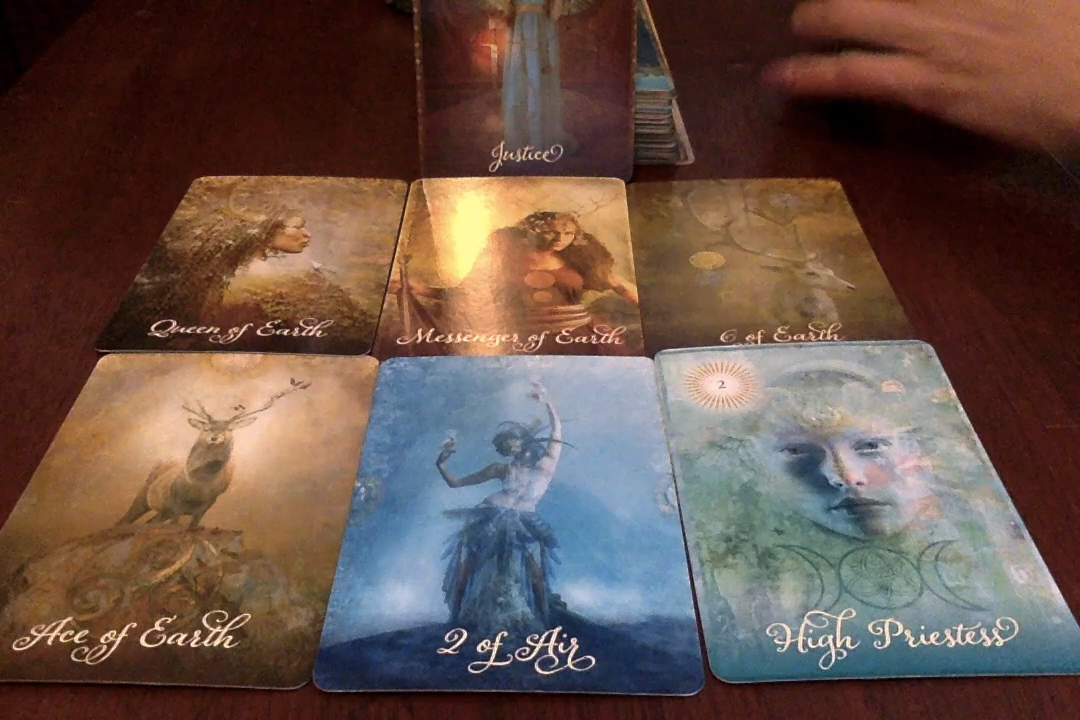 Justice
Queen of Earth
Messenger of Earth
6 of Earth
Ace of Earth
2 of Air
2
High Priestess